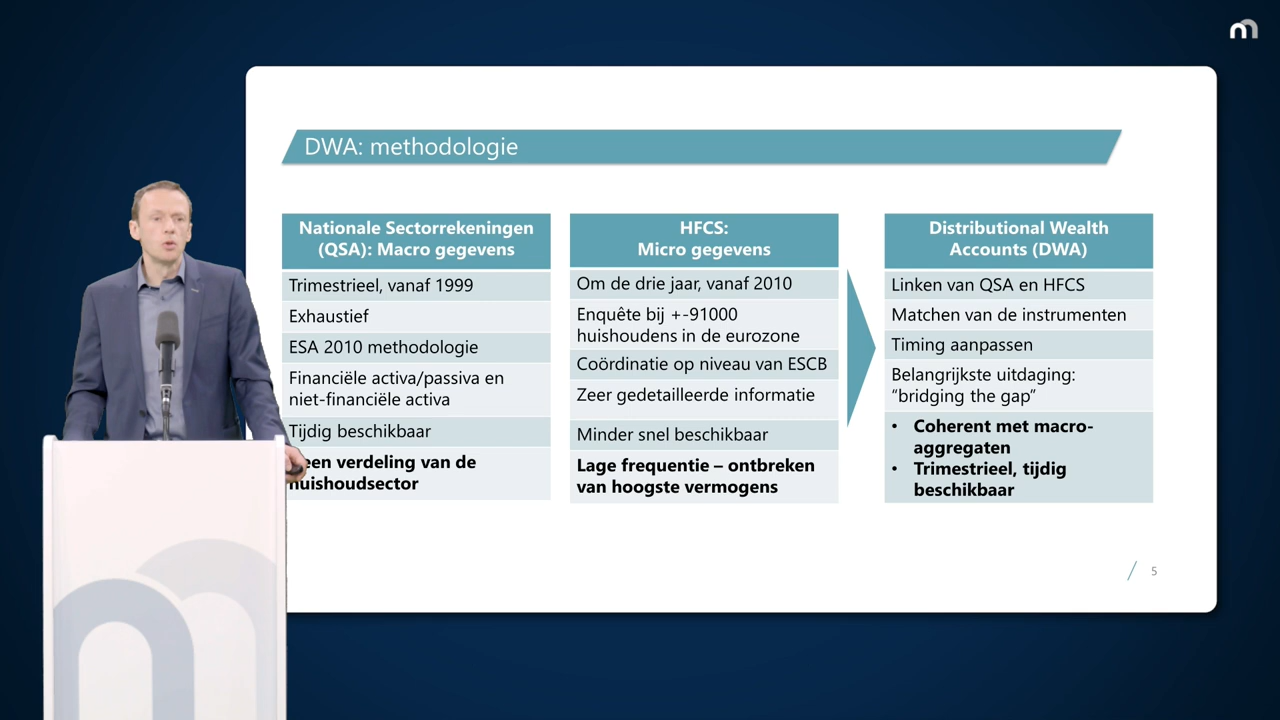 DWA: methodologie
Nationale Sectorrekeningen
(QSA): Macro gegevens
Trimestrieel, vanaf 1999
Exhaustief
ESA 2010 methodologie
Financiële activa/passiva en
niet-financiële activa
Tijdig beschikbaar
een verdeling van de
huishoudsector
HFCS:
Micro gegevens
Om de drie jaar, vanaf 2010
Enquête bij +-91000
huishoudens in de eurozone
Coördinatie op niveau van ESCB
Zeer gedetailleerde informatie
Minder snel beschikbaar
Lage frequentie – ontbreken
van hoogste vermogens
Distributional Wealth
Accounts (DWA)
Linken van QSA en HFCS
Matchen van de instrumenten
Timing aanpassen
Belangrijkste uitdaging:
“bridging the gap”
• Coherent met macro-
aggregaten
• Trimestrieel, tijdig
beschikbaar
5